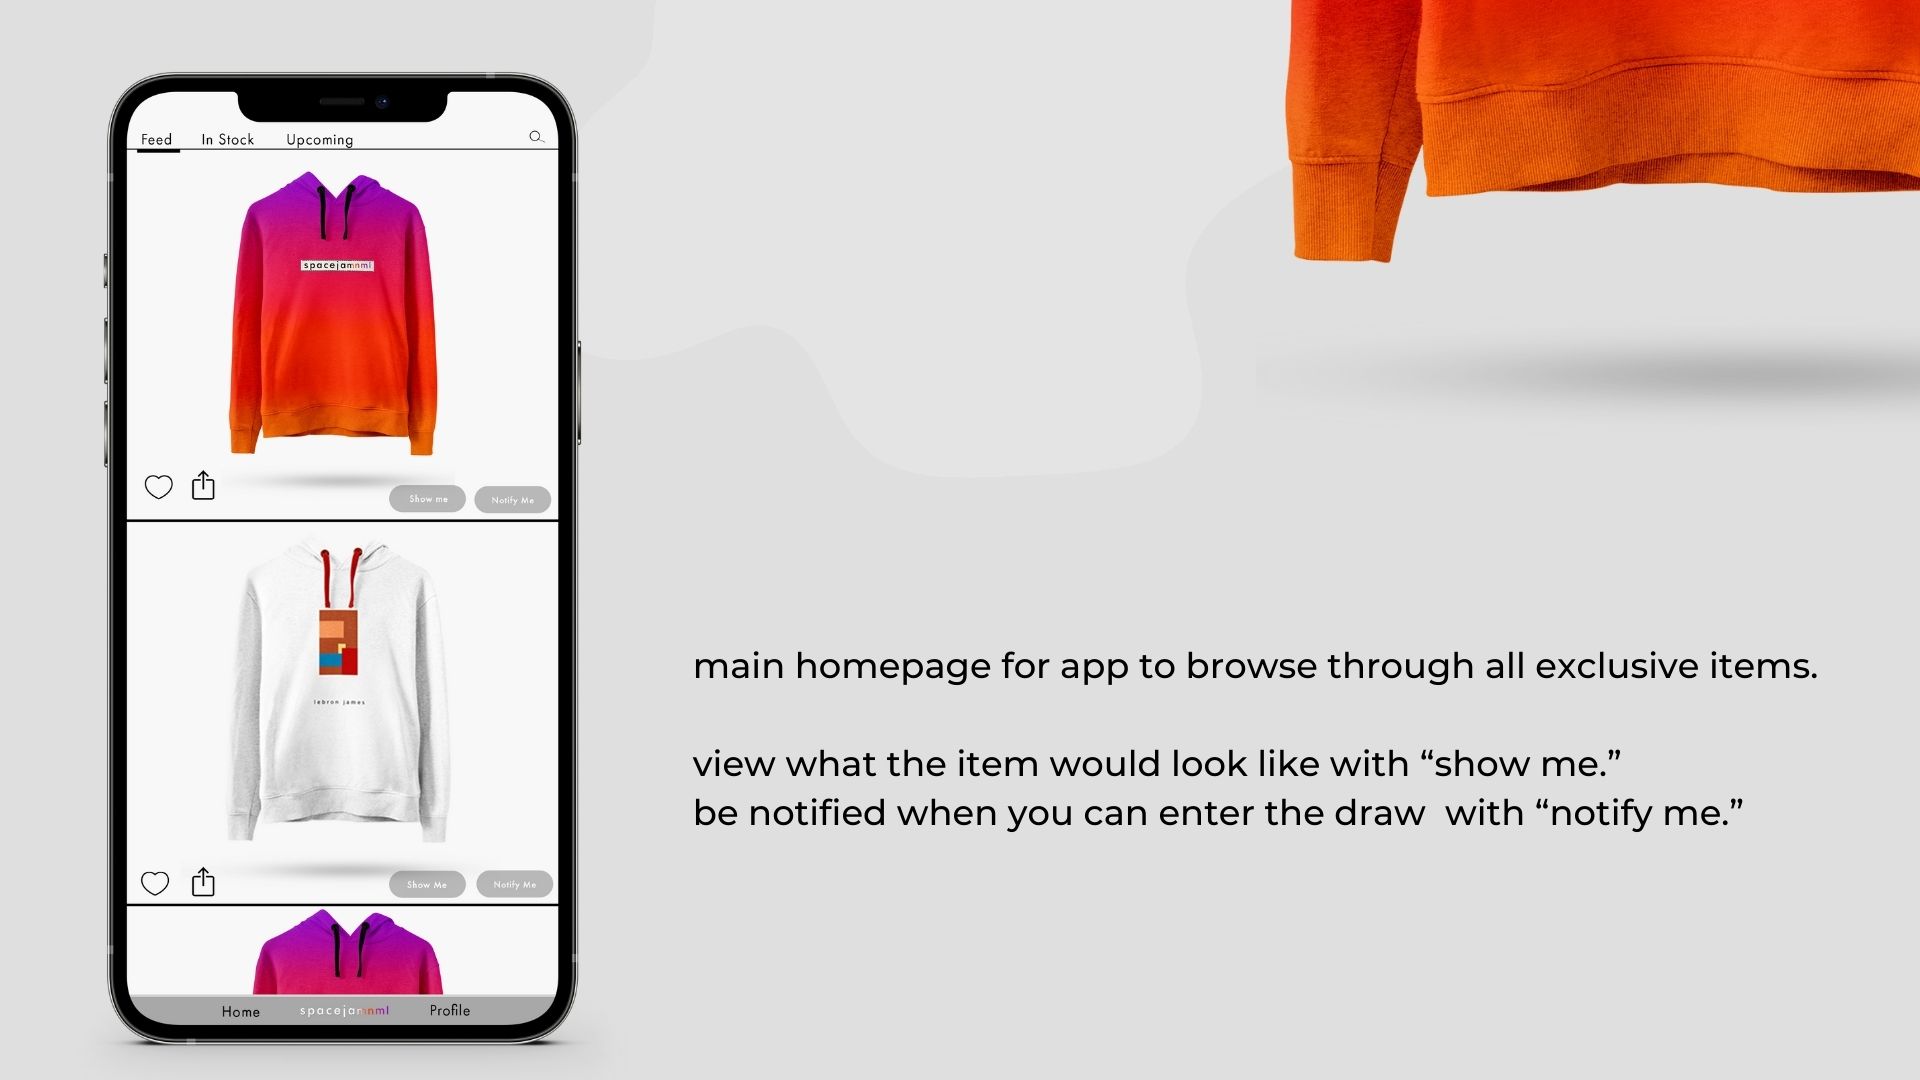 Feed In Stock Upcoming
spacejamnml
Show me Notify Me
lebron james
Show Me Notify Me
Home spacejamnml Profile
main homepage for app to browse through all exclusive items.
view what the item would look like with “show me.”
be notified when you can enter the draw  with “notify me.”